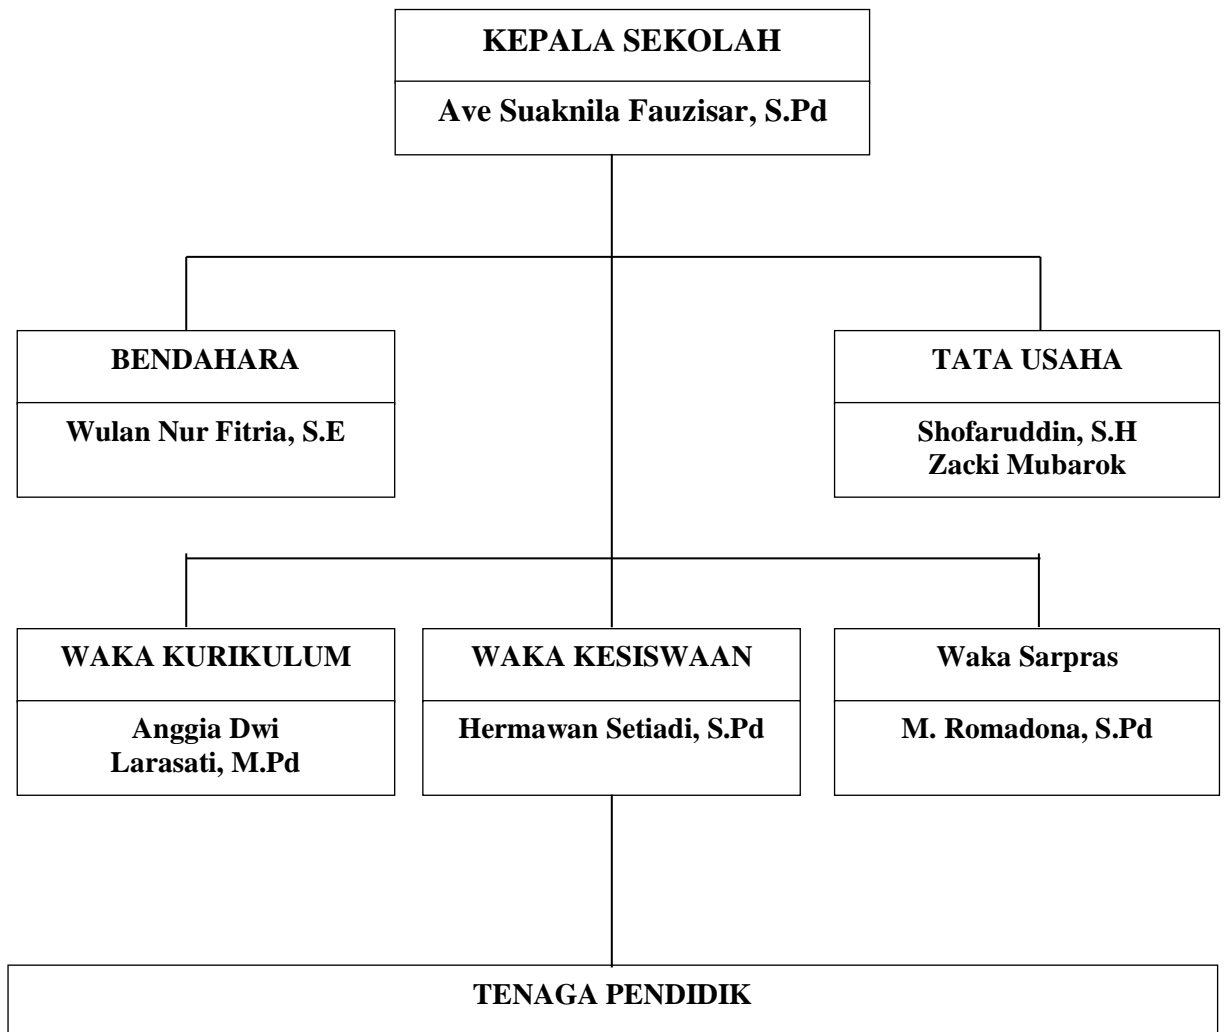 KEPALA SEKOLAH
Ave Suaknila Fauzisar, S.Pd
BENDAHARA
Wulan Nur Fitria, S.E
TATA USAHA
Shofaruddin, S.H
Zacki Mubarok
WAKA KURIKULUM
Anggia Dwi
Larasati, M.Pd
WAKA KESISWAAN
Hermawan Setiadi, S.Pd
Waka Sarpras
M. Romadona, S.Pd
TENAGA PENDIDIK